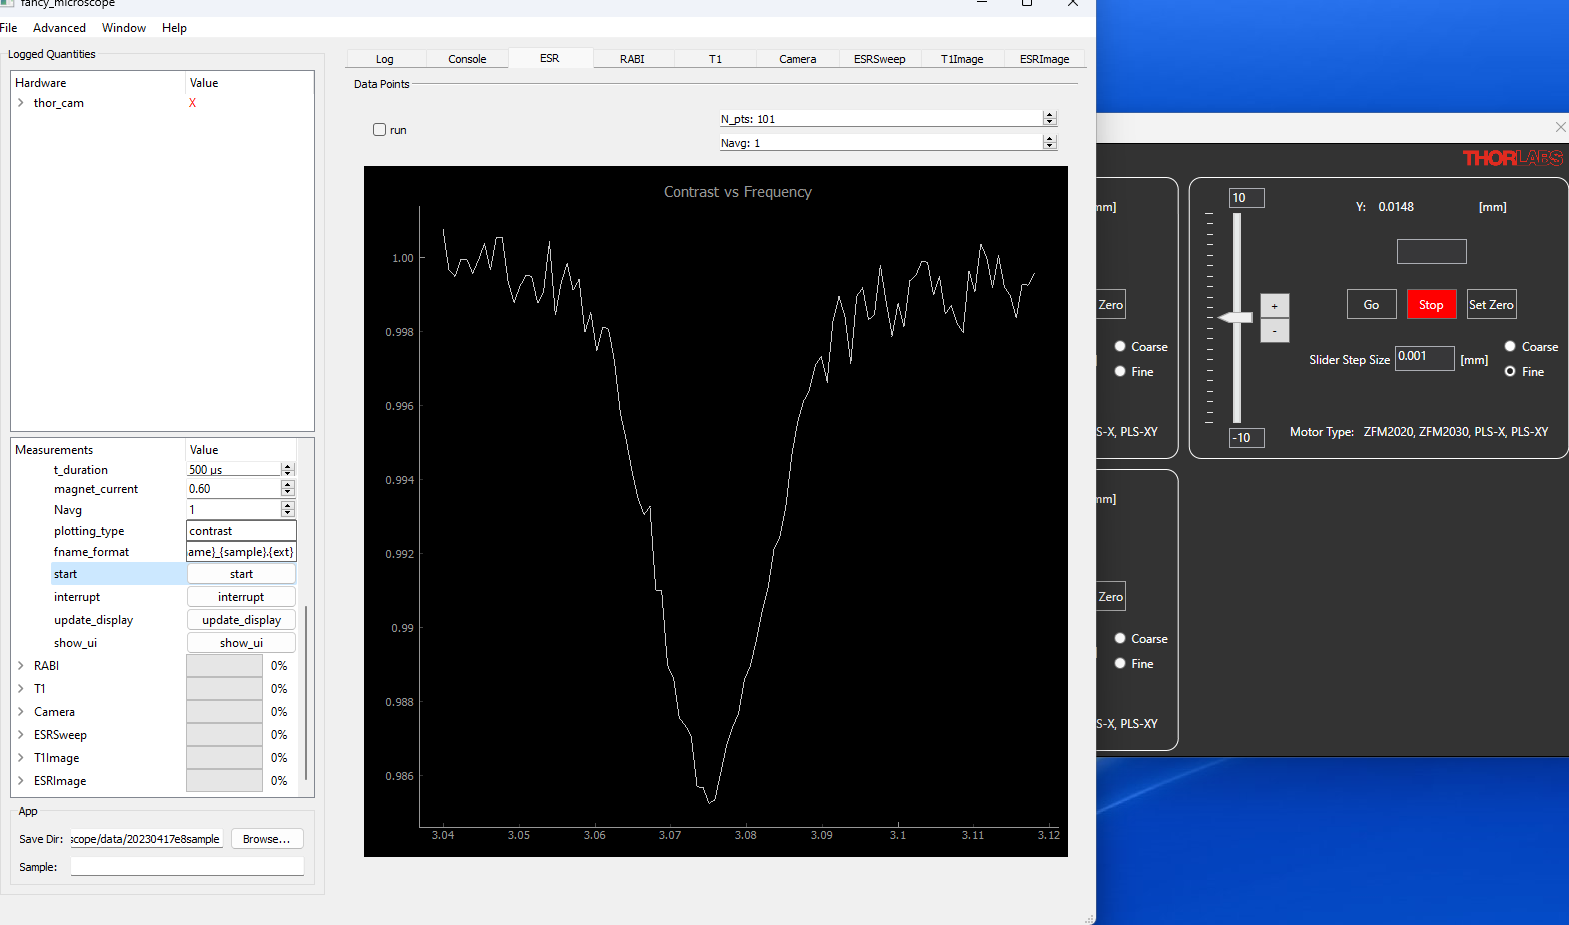 fancy_microscope
File Advanced Window Help
Logged Quantities
Hardware Value
thor_cam X
Measurements Value
t_duration 500 µs
magnet_current 0.60
Navg 1
plotting_type contrast
fname_format ame}_{sample}.{ext}
start start
interrupt interrupt
update_display update_display
show_ui show_ui
RABI 0%
T1 0%
Camera 0%
ESRSweep 0%
T1Image 0%
ESRImage 0%
App
Save Dir: scope/data/20230417e8sample Browse...
Sample:
Log Console ESR RABI T1 Camera ESRSweep T1Image ESRImage
Data Points
run
N_pts: 101
Navg: 1
Contrast vs Frequency
1.00
0.998
0.996
0.994
0.992
0.99
0.988
0.986
3.04 3.05 3.06 3.07 3.08 3.09 3.1 3.11 3.12
THORLABS
mm]
Zero
Coarse
Fine
S-X, PLS-XY
10
Y: 0.0148 [mm]
Go Stop Set Zero
+
-
Slider Step Size 0.001 [mm]
Coarse
Fine
-10
Motor Type: ZFM2020, ZFM2030, PLS-X, PLS-XY
mm]
Zero
Coarse
Fine
S-X, PLS-XY